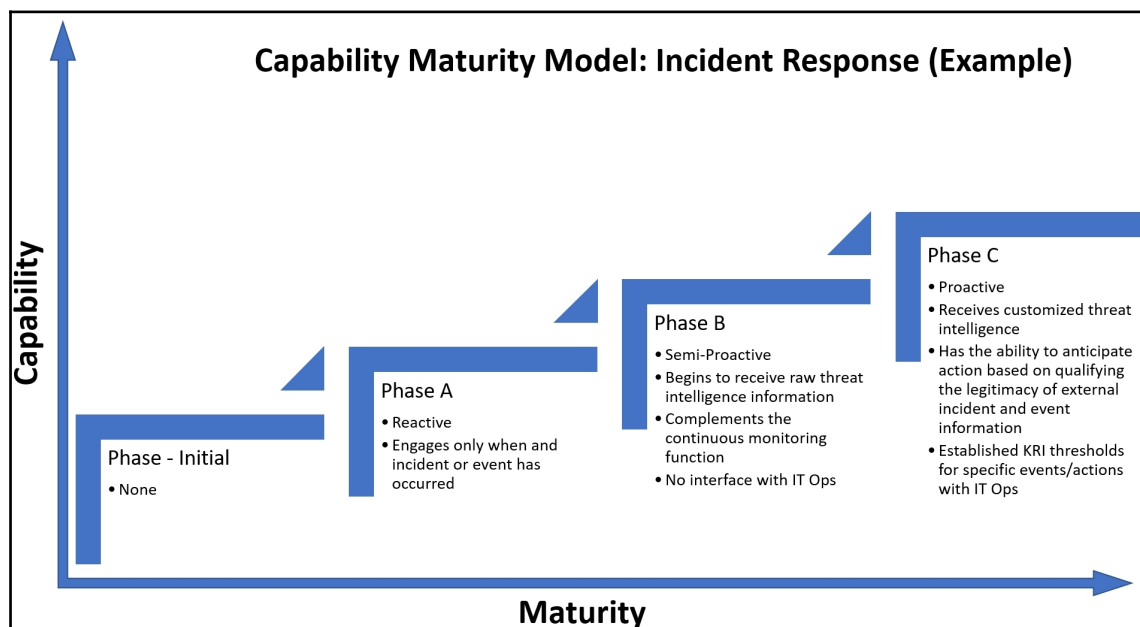 Capability Maturity Model: Incident Response (Example)
Capability
Phase - Initial
• None
Phase A
• Reactive
• Engages only when and
incident or event has
occurred
Phase B
• Semi-Proactive
• Begins to receive raw threat
intelligence information
• Complements the
continuous monitoring
function
• No interface with IT Ops
Phase C
• Proactive
• Receives customized threat
intelligence
• Has the ability to anticipate
action based on qualifying
the legitimacy of external
incident and event
information
• Established KRI thresholds
for specific events/actions
with IT Ops
Maturity